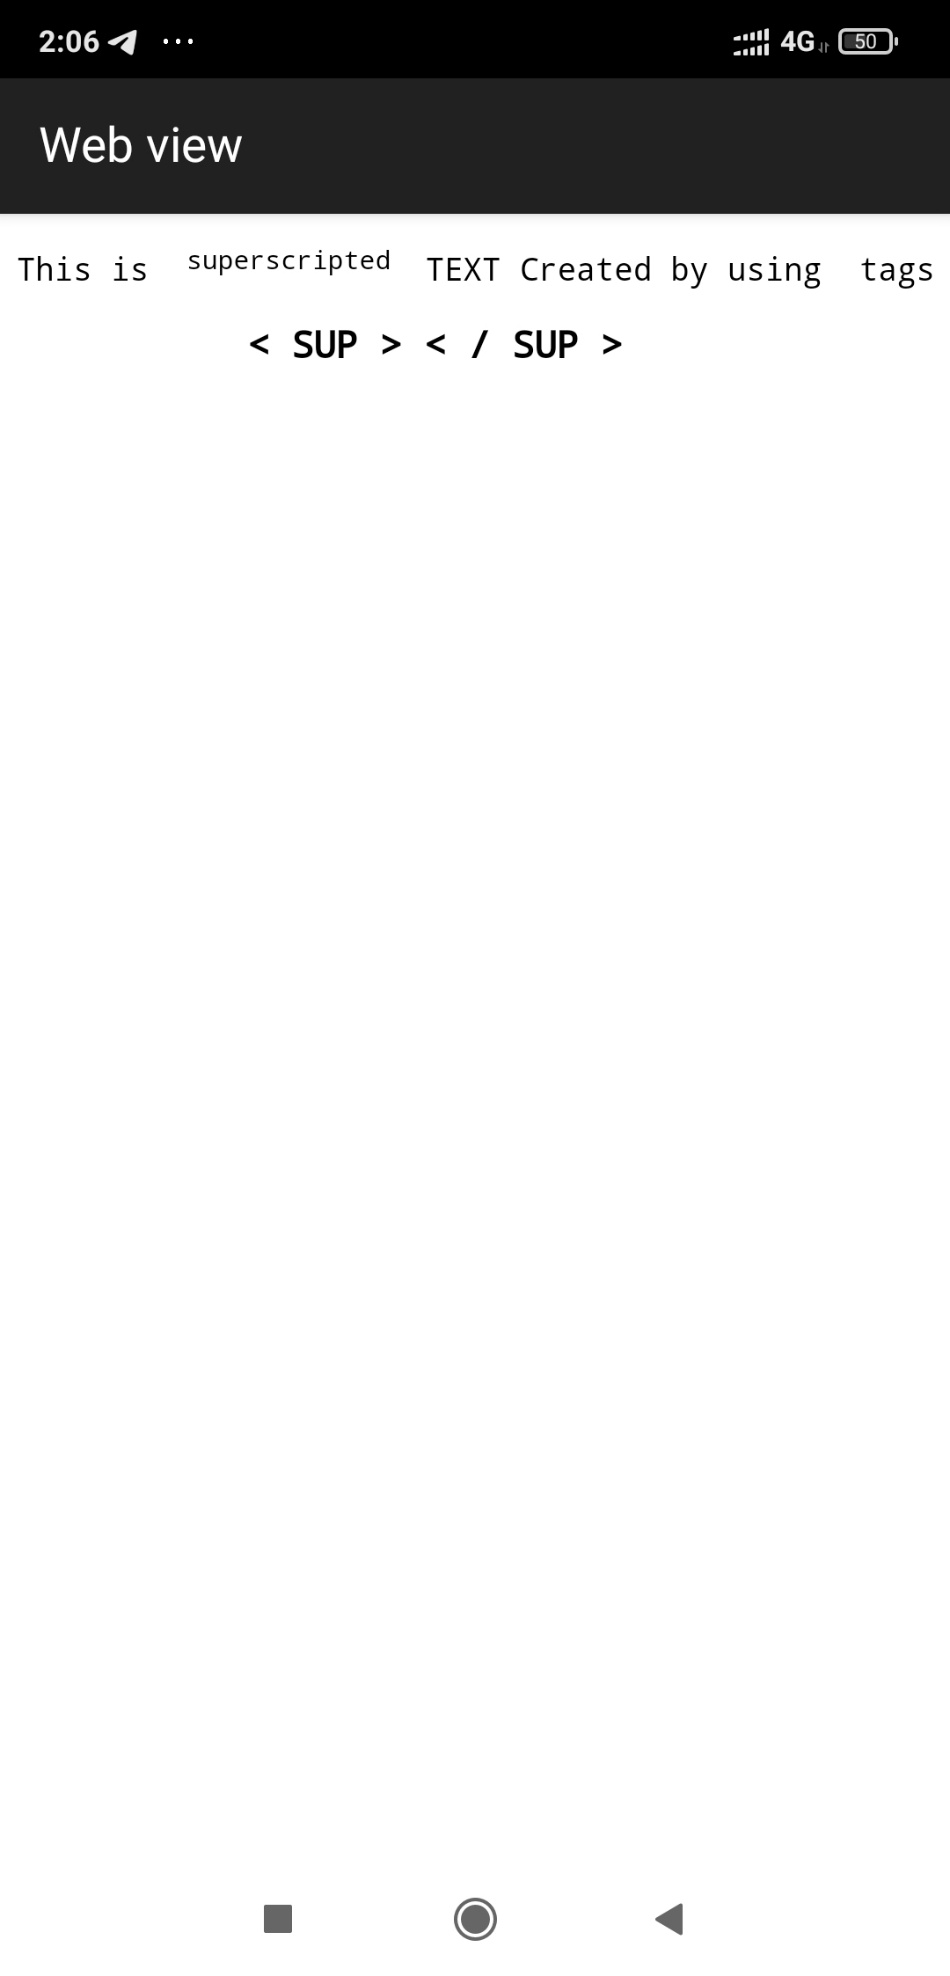 2:06 ... 4G 50
Web view
This is superscripted TEXT Created by using tags
< SUP > < / SUP >